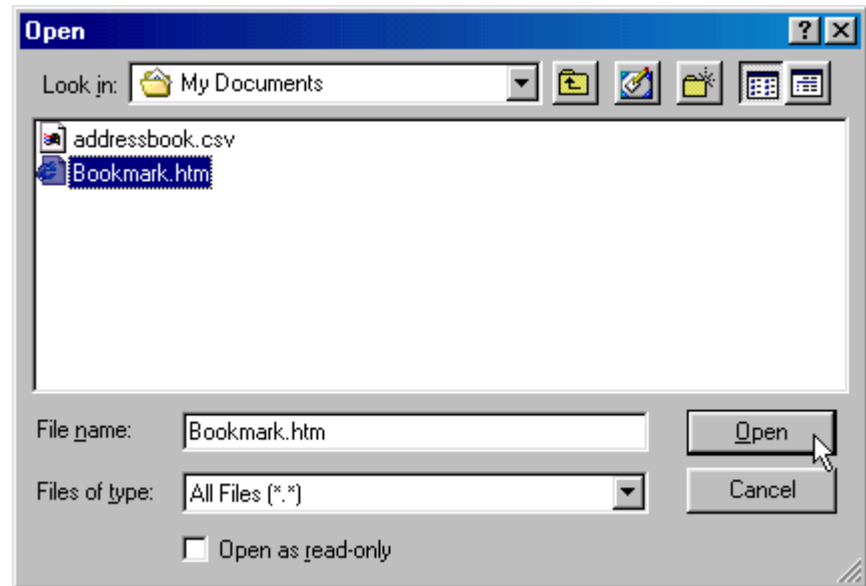 Open
Look in: My Documents
addressbook.csv
Bookmark.htm
File name: Bookmark.htm Open
Files of type: All Files (*.*) Cancel
Open as read-only